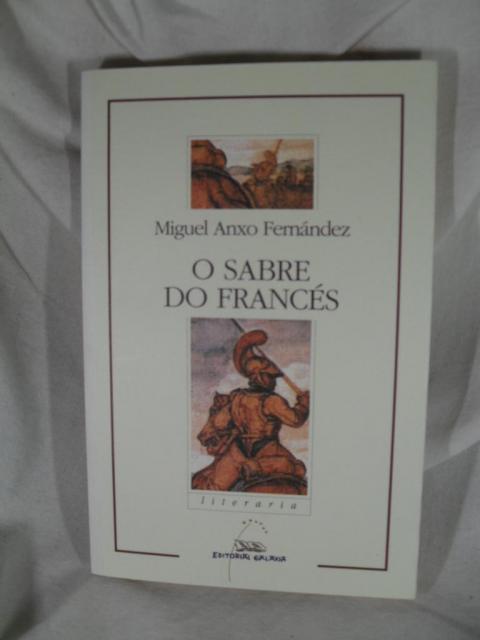 Miguel Anxo Fernández
O SABRE
DO FRANCÉS
literaria
EDITORIAL GALAXIA